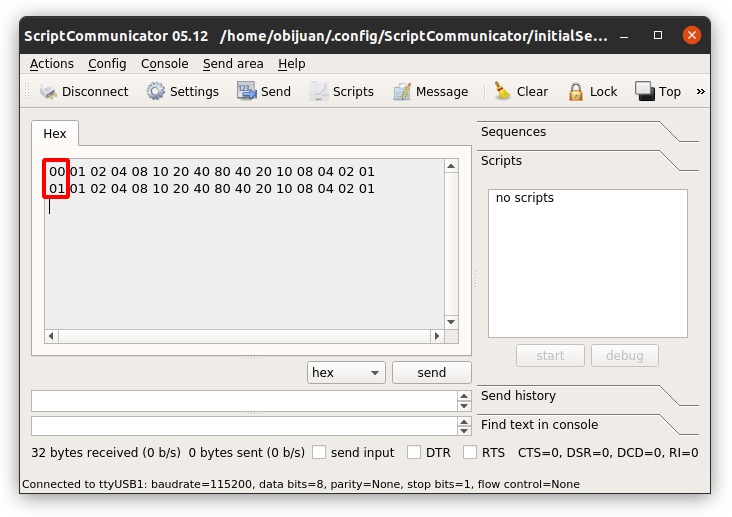 ScriptCommunicator 05.12 /home/obijuan/.config/ScriptCommunicator/initialSe...
Actions Config Console Send area Help
Disconnect Settings Send Scripts Message Clear Lock Top »
Hex
00 01 02 04 08 10 20 40 80 40 20 10 08 04 02 01
01 01 02 04 08 10 20 40 80 40 20 10 08 04 02 01
Sequences
Scripts
no scripts
start debug
hex send
Send history
Find text in console
32 bytes received (0 b/s) 0 bytes sent (0 b/s) send input DTR RTS CTS=0, DSR=0, DCD=0, RI=0
Connected to ttyUSB1: baudrate=115200, data bits=8, parity=None, stop bits=1, flow control=None